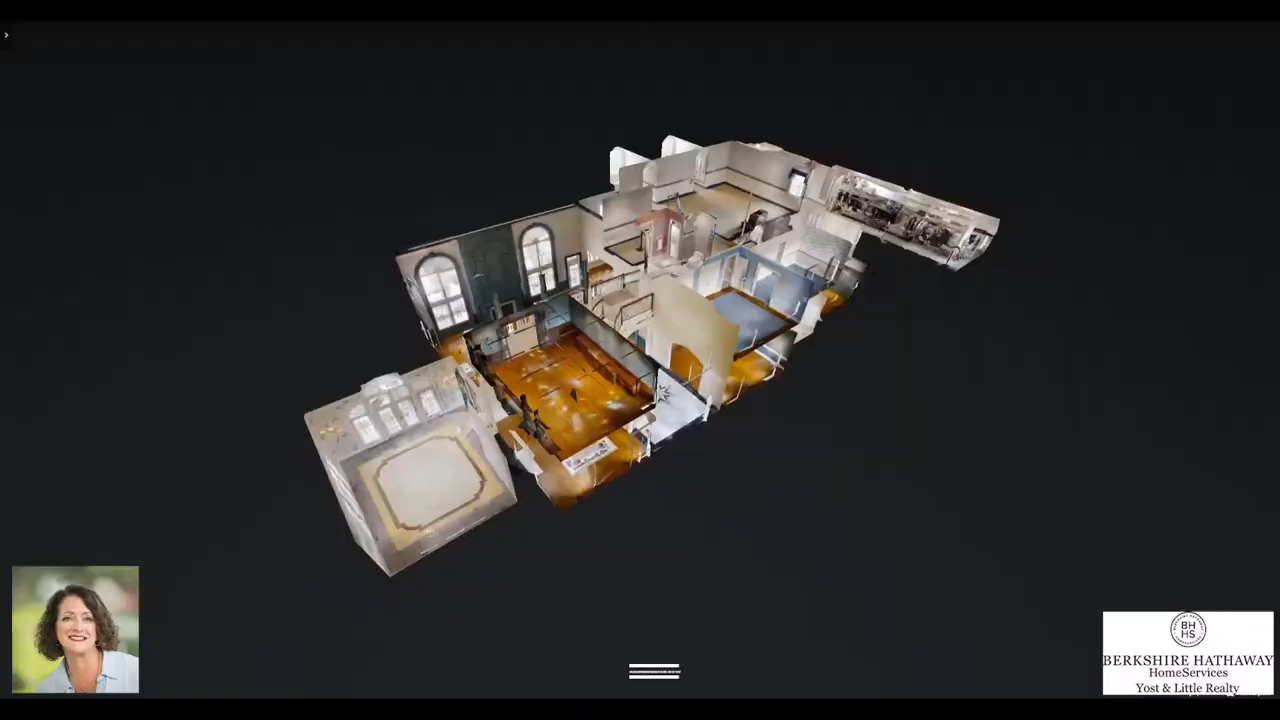 BH
HS
BERKSHIRE HATHAWAY
HomeServices
Yost & Little Realty